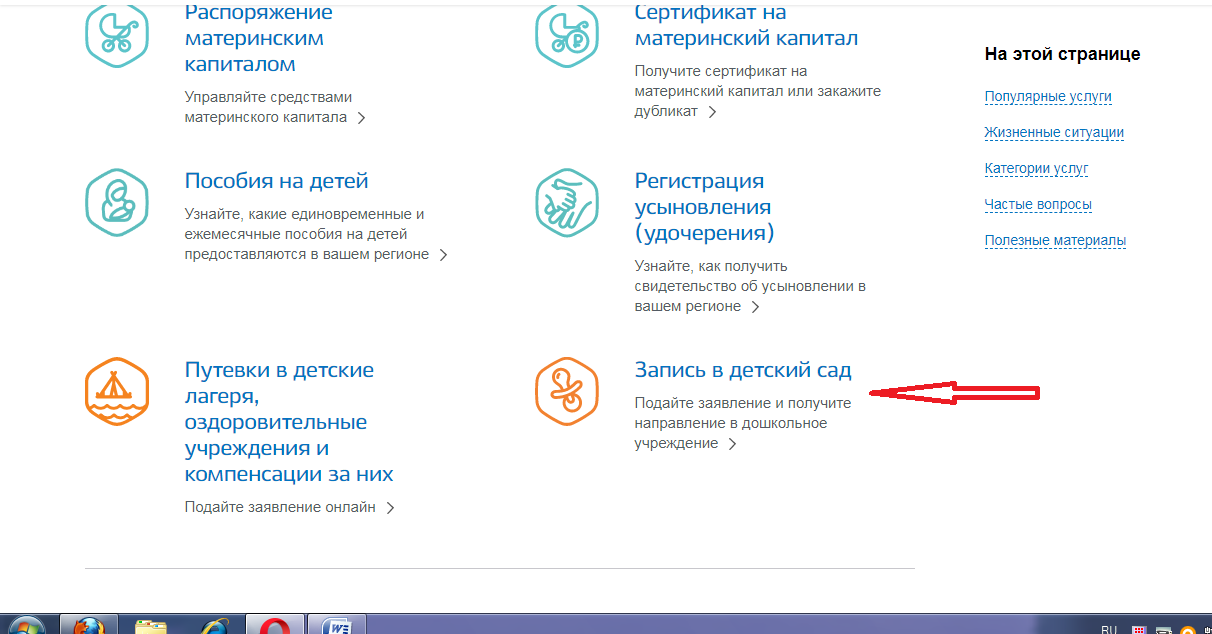 Распоряжение
материнским
капиталом
Управляйте средствами
материнского капитала
Сертификат на
материнский капитал
Получите сертификат на
материнский капитал или закажите
дубликат
Пособия на детей
Узнайте, какие единовременные и
ежемесячные пособия на детей
предоставляются в вашем регионе
Регистрация
усыновления
(удочерения)
Узнайте, как получить
свидетельство об усыновлении в
вашем регионе
Путевки в детские
лагеря,
оздоровительные
учреждения и
компенсации за них
Подайте заявление онлайн
Запись в детский сад
Подайте заявление и получите
направление в дошкольное
учреждение
На этой странице
Популярные услуги
Жизненные ситуации
Категории услуг
Частые вопросы
Полезные материалы
RU